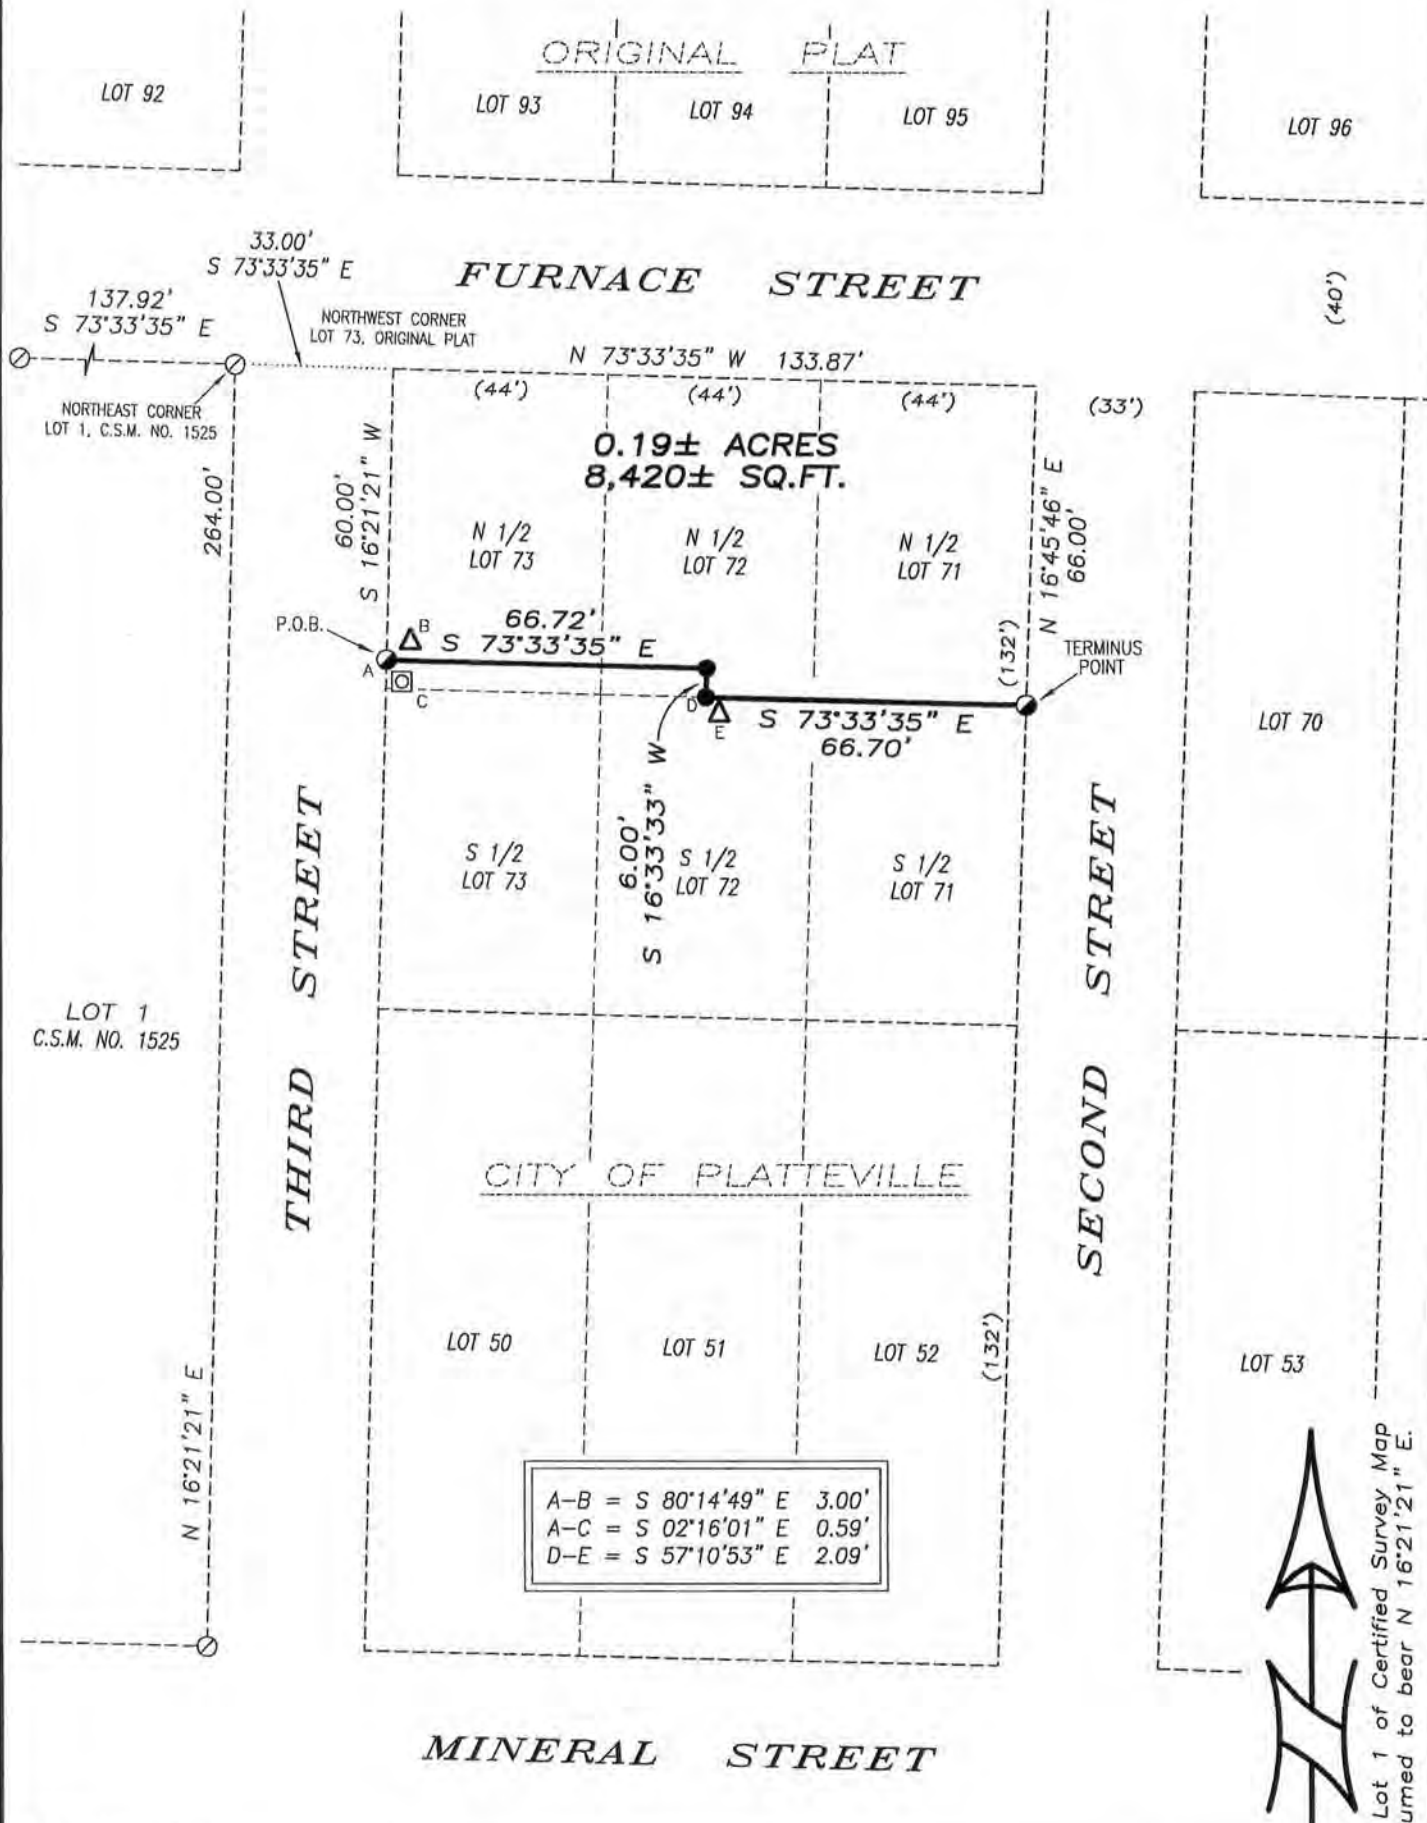 ORIGINAL PLAT
LOT 92
LOT 93
LOT 94
LOT 95
LOT 96
33.00'
S 73°33'35" E
FURNACE STREET
(40')
137.92'
S 73°33'35" E
NORTHWEST CORNER
LOT 73, ORIGINAL PLAT
N 73°33'35" W 133.87'
(44')
(44')
(44')
(33')
NORTHEAST CORNER
LOT 1, C.S.M. NO. 1525
0.19± ACRES
8,420± SQ.FT.
264.00'
60.00'
S 16°21'21" W
N 1/2
LOT 73
N 1/2
LOT 72
N 1/2
LOT 71
N 16°45'46" E
66.00'
P.O.B.
A
B
66.72'
S 73°33'35" E
(132')
TERMINUS
POINT
C
D
E
S 73°33'35" E
66.70'
LOT 70
6.00'
S 16°33'33" W
S 1/2
LOT 73
S 1/2
LOT 72
S 1/2
LOT 71
THIRD STREET
SECOND STREET
LOT 1
C.S.M. NO. 1525
CITY OF PLATTEVILLE
LOT 50
LOT 51
LOT 52
(132')
LOT 53
N 16°21'21" E
A-B = S 80°14'49" E 3.00'
A-C = S 02°16'01" E 0.59'
D-E = S 57°10'53" E 2.09'
N
Lot 1 of Certified Survey Map
umed to bear N 16°21'21" E.
MINERAL STREET